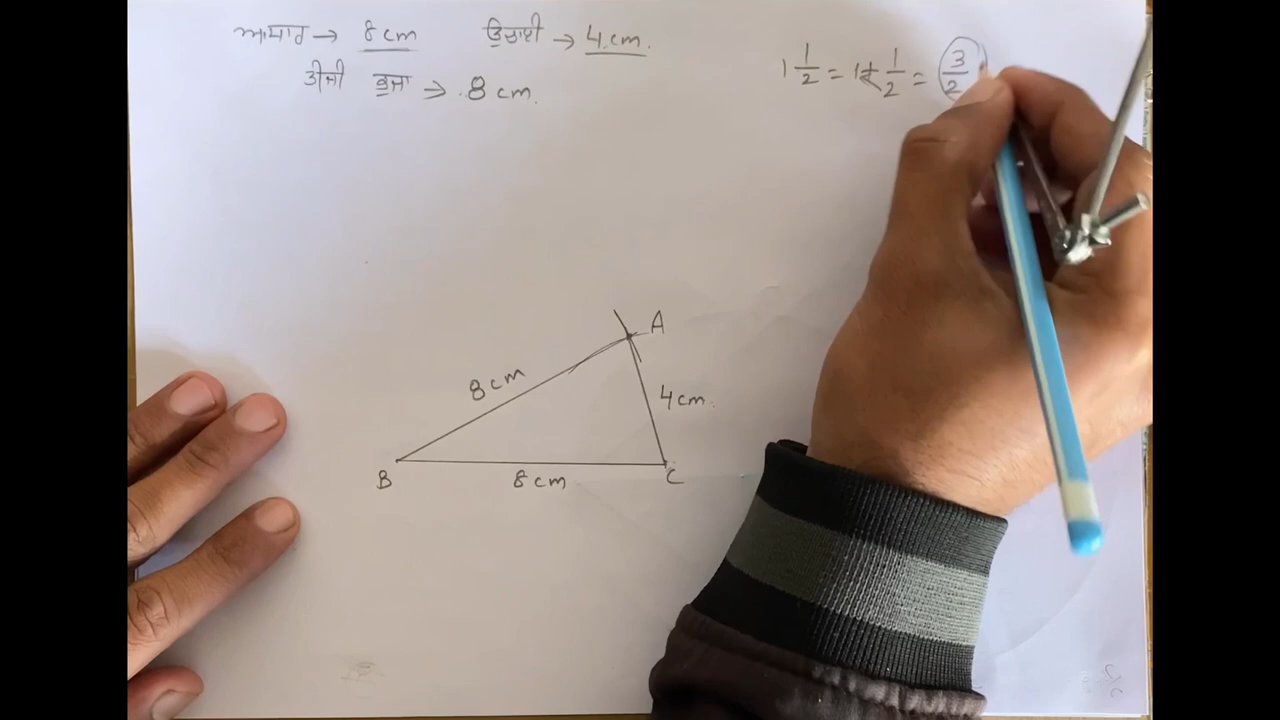 ਆਧਾਰ → 8 cm ਉਚਾਈ → 4 cm.
ਤੀਜੀ ਭੁਜਾ → 8 cm.
1 1/2 = 1 + 1/2 = 3/2
A
8 cm
4 cm.
B
8 cm
C